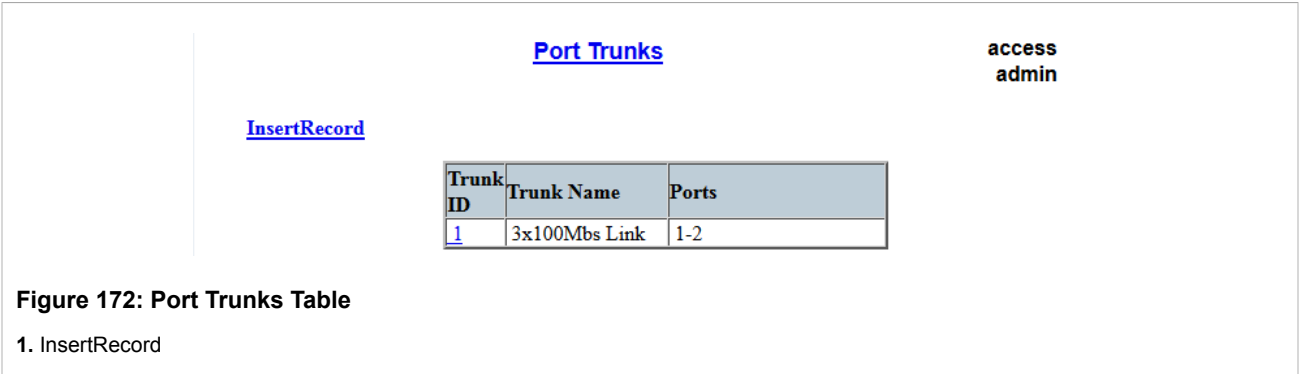 Port Trunks
access
admin
InsertRecord
Trunk ID Trunk Name Ports
1 3x100Mbs Link 1-2
Figure 172: Port Trunks Table
1. InsertRecord